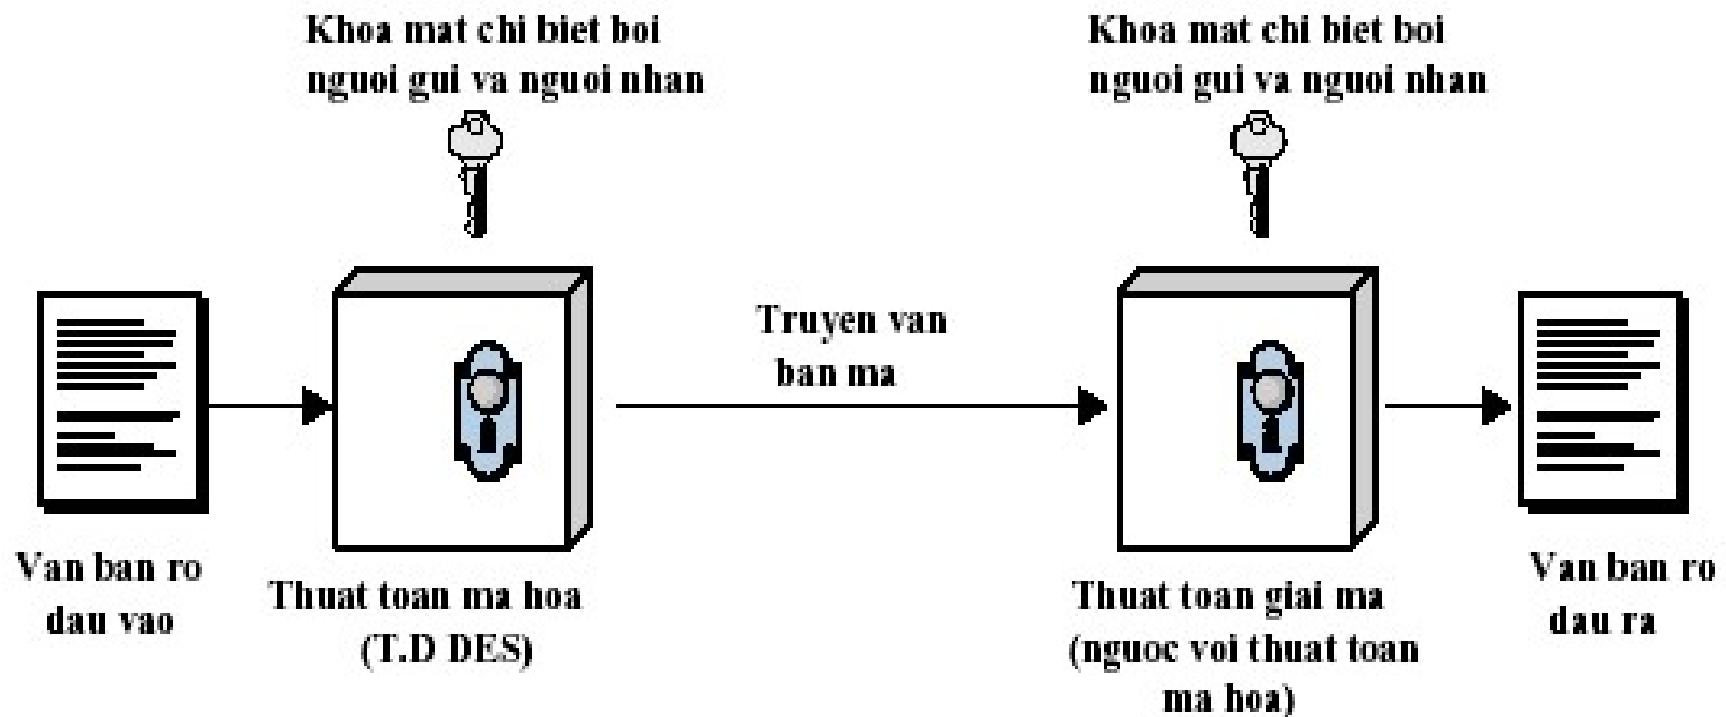 Khoa mat chi biet boi
nguoi gui va nguoi nhan
Khoa mat chi biet boi
nguoi gui va nguoi nhan
Truyen van
ban ma
Van ban ro
dau vao
Thuat toan ma hoa
(T.D DES)
Thuat toan giai ma
(nguoc voi thuat toan
ma hoa)
Van ban ro
dau ra